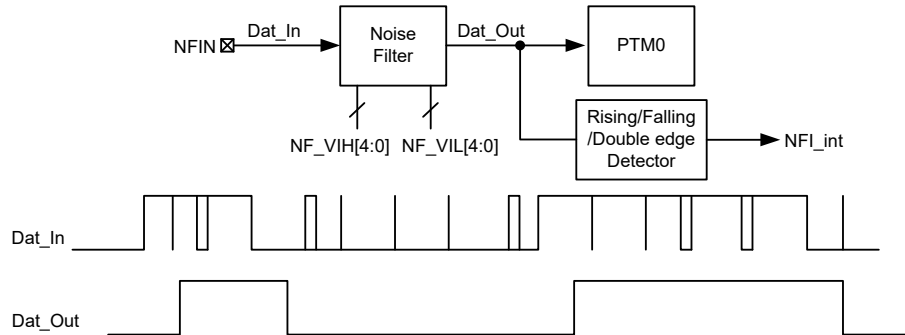 NFIN
Dat_In
Noise
Filter
Dat_Out
PTM0
NF_VIH[4:0]
NF_VIL[4:0]
Rising/Falling
/Double edge
Detector
NFI_int
Dat_In
Dat_Out